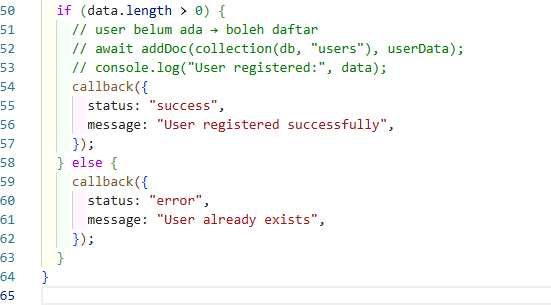 50 if (data.length > 0) {
51 // user belum ada → boleh daftar
52 // await addDoc(collection(db, "users"), userData);
53 // console.log("User registered:", data);
54 callback({
55 status: "success",
56 message: "User registered successfully",
57 });
58 } else {
59 callback({
60 status: "error",
61 message: "User already exists",
62 });
63 }
64 }
65